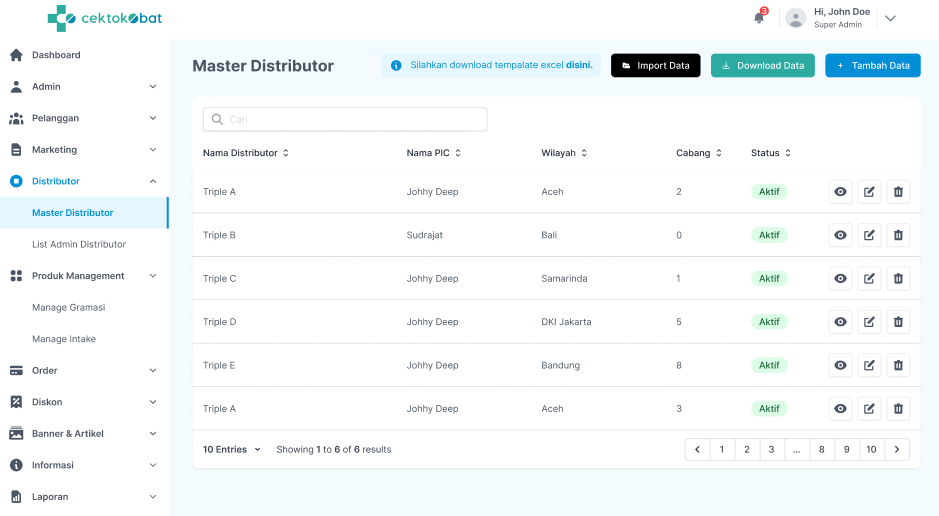 cektokobat
3
Hi, John Doe
Super Admin
Dashboard
Admin
Pelanggan
Marketing
Distributor
Master Distributor
List Admin Distributor
Produk Management
Manage Gramasi
Manage Intake
Order
Diskon
Banner & Artikel
Informasi
Laporan
Master Distributor
Silahkan download tempalate excel disini.
Import Data
Download Data
+ Tambah Data
Cari
Nama Distributor Nama PIC Wilayah Cabang Status
Triple A Johhy Deep Aceh 2 Aktif
Triple B Sudrajat Bali 0 Aktif
Triple C Johhy Deep Samarinda 1 Aktif
Triple D Johhy Deep DKI Jakarta 5 Aktif
Triple E Johhy Deep Bandung 8 Aktif
Triple A Johhy Deep Aceh 3 Aktif
10 Entries Showing 1 to 6 of 6 results 1 2 3 ... 8 9 10